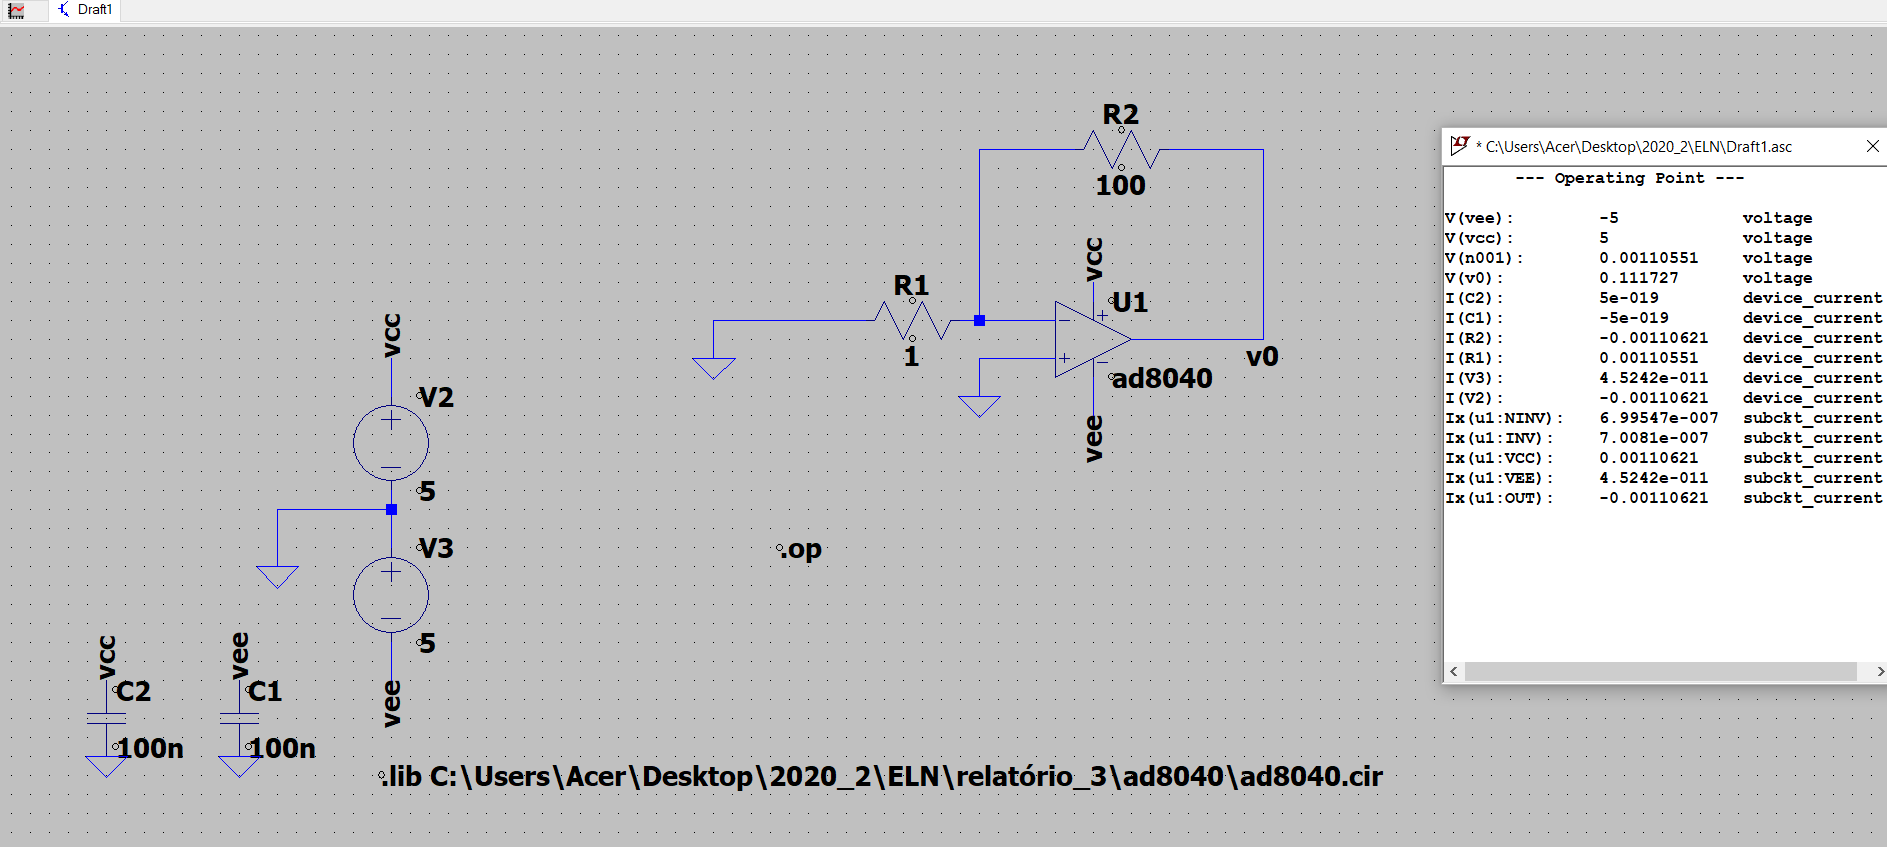 Draft1
R2
100
vcc
R1
U1
1
v0
ad8040
vee
vcc
V2
5
V3
5
vee
.op
vcc
vee
C2
C1
100n
100n
.lib C:\Users\Acer\Desktop\2020_2\ELN\relatório_3\ad8040\ad8040.cir
* C:\Users\Acer\Desktop\2020_2\ELN\Draft1.asc
--- Operating Point ---
V(vee): -5 voltage
V(vcc): 5 voltage
V(n001): 0.00110551 voltage
V(v0): 0.111727 voltage
I(C2): 5e-019 device_current
I(C1): -5e-019 device_current
I(R2): -0.00110621 device_current
I(R1): 0.00110551 device_current
I(V3): 4.5242e-011 device_current
I(V2): -0.00110621 device_current
Ix(u1:NINV): 6.99547e-007 subckt_current
Ix(u1:INV): 7.0081e-007 subckt_current
Ix(u1:VCC): 0.00110621 subckt_current
Ix(u1:VEE): 4.5242e-011 subckt_current
Ix(u1:OUT): -0.00110621 subckt_current